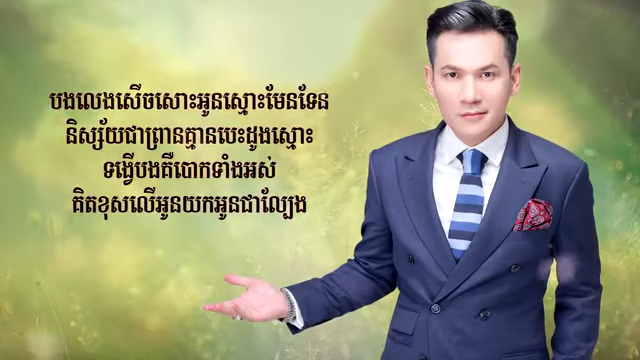 បងលេងសើចសោះអូនស្មោះមែនទែន
និស្ស័យជាព្រានគ្មានបេះដូងស្មោះ
ទង្វើបងគឺបោកទាំងអស់
គិតខុសលើអូនយកអូនជាល្បែង